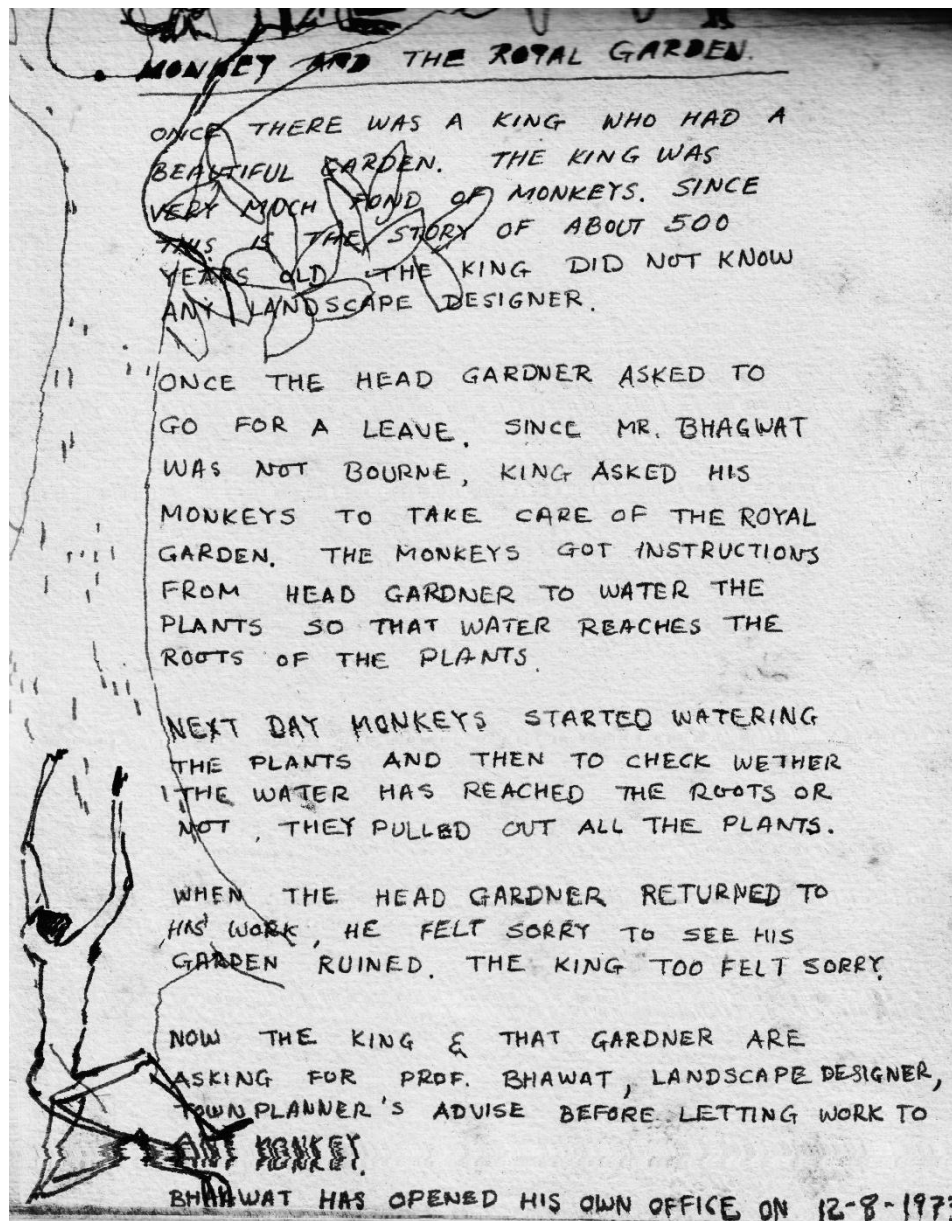 MONKEY AND THE ROYAL GARDEN.
ONCE THERE WAS A KING WHO HAD A
BEAUTIFUL GARDEN. THE KING WAS
VERY MUCH FOND OF MONKEYS. SINCE
THIS IS THE STORY OF ABOUT 500
YEARS OLD THE KING DID NOT KNOW
ANY LANDSCAPE DESIGNER.
ONCE THE HEAD GARDNER ASKED TO
GO FOR A LEAVE. SINCE MR. BHAGWAT
WAS NOT BOURNE, KING ASKED HIS
MONKEYS TO TAKE CARE OF THE ROYAL
GARDEN. THE MONKEYS GOT INSTRUCTIONS
FROM HEAD GARDNER TO WATER THE
PLANTS SO THAT WATER REACHES THE
ROOTS OF THE PLANTS.
NEXT DAY MONKEYS STARTED WATERING
THE PLANTS AND THEN TO CHECK WETHER
THE WATER HAS REACHED THE ROOTS OR
NOT, THEY PULLED OUT ALL THE PLANTS.
WHEN THE HEAD GARDNER RETURNED TO
HIS WORK, HE FELT SORRY TO SEE HIS
GARDEN RUINED. THE KING TOO FELT SORRY.
NOW THE KING & THAT GARDNER ARE
ASKING FOR PROF. BHAWAT, LANDSCAPE DESIGNER,
TOWN PLANNER'S ADVISE BEFORE LETTING WORK TO
ANY MONKEY.
BHAWAT HAS OPENED HIS OWN OFFICE ON 12-8-197